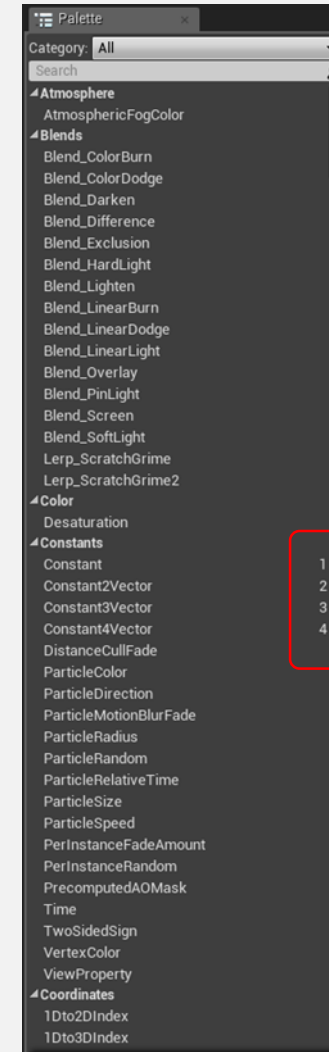 Palette
Category: All
Search
Atmosphere
AtmosphericFogColor
Blends
Blend_ColorBurn
Blend_ColorDodge
Blend_Darken
Blend_Difference
Blend_Exclusion
Blend_HardLight
Blend_Lighten
Blend_LinearBurn
Blend_LinearDodge
Blend_LinearLight
Blend_Overlay
Blend_PinLight
Blend_Screen
Blend_SoftLight
Lerp_ScratchGrime
Lerp_ScratchGrime2
Color
Desaturation
Constants
Constant 1
Constant2Vector 2
Constant3Vector 3
Constant4Vector 4
DistanceCullFade
ParticleColor
ParticleDirection
ParticleMotionBlurFade
ParticleRadius
ParticleRandom
ParticleRelativeTime
ParticleSize
ParticleSpeed
PerInstanceFadeAmount
PerInstanceRandom
PrecomputedAOMask
Time
TwoSidedSign
VertexColor
ViewProperty
Coordinates
1Dto2DIndex
1Dto3DIndex